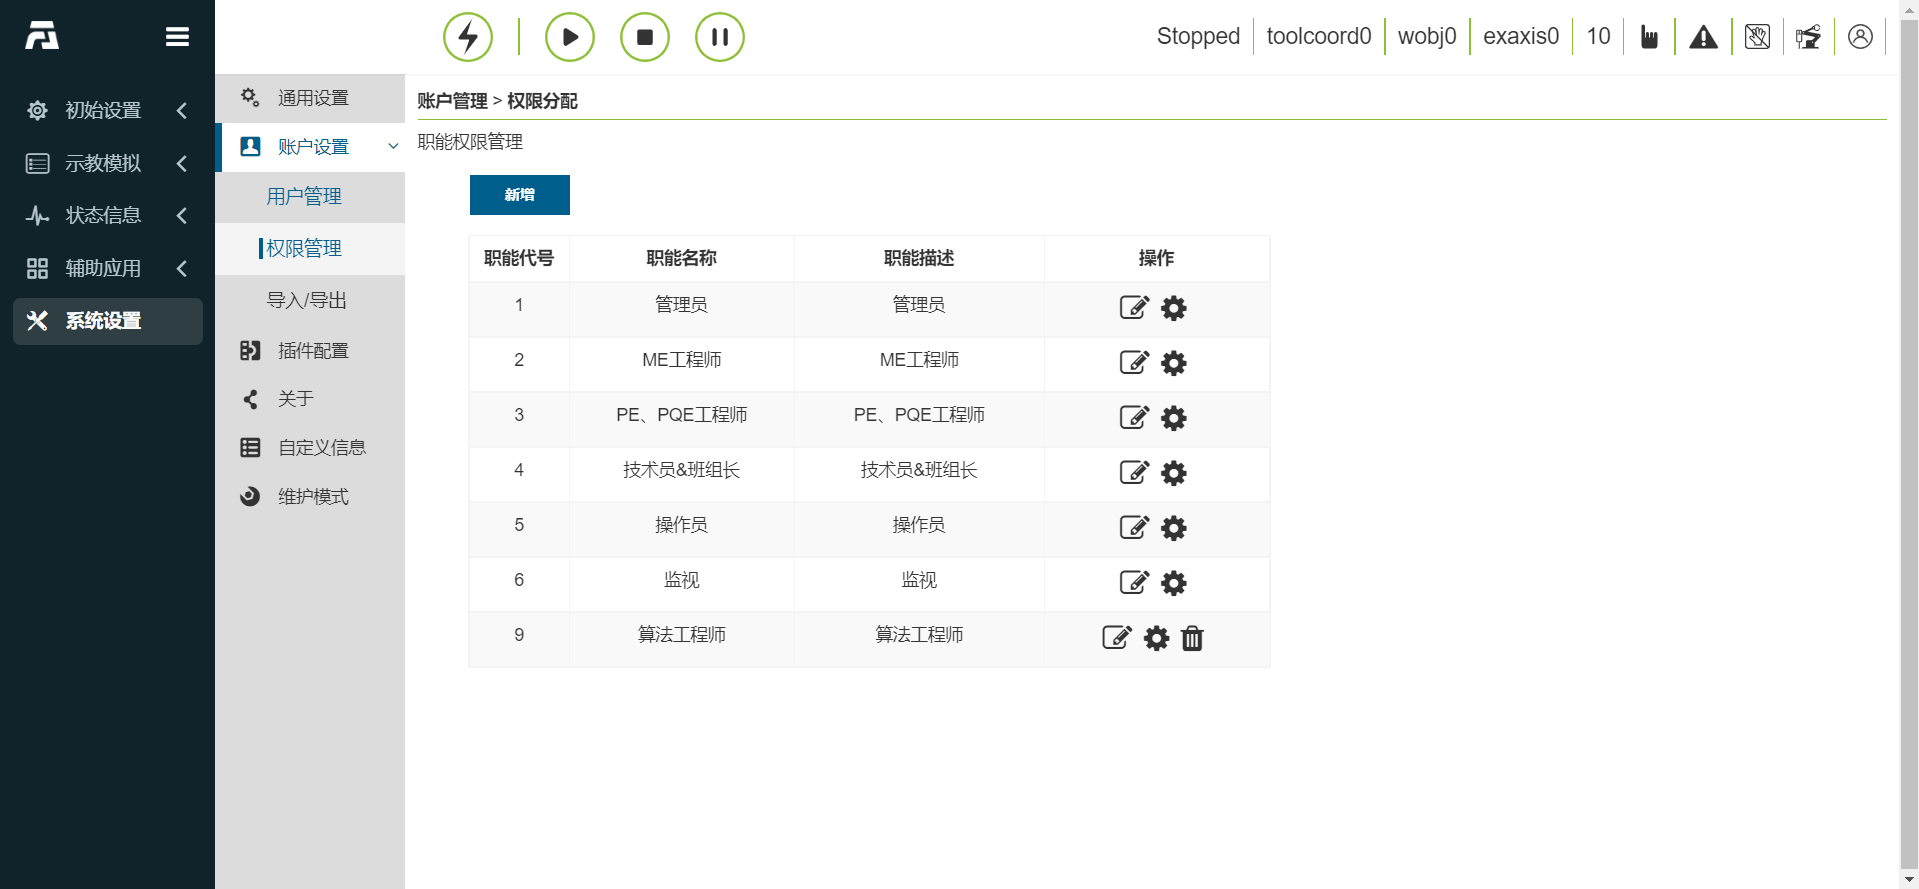 Stopped
toolcoord0
wobj0
exaxis0
10
初始设置
示教模拟
状态信息
辅助应用
系统设置
通用设置
账户设置
用户管理
权限管理
导入/导出
插件配置
关于
自定义信息
维护模式
账户管理 > 权限分配
职能权限管理
新增
职能代号 职能名称 职能描述 操作
1 管理员 管理员
2 ME工程师 ME工程师
3 PE、PQE工程师 PE、PQE工程师
4 技术员&班组长 技术员&班组长
5 操作员 操作员
6 监视 监视
9 算法工程师 算法工程师